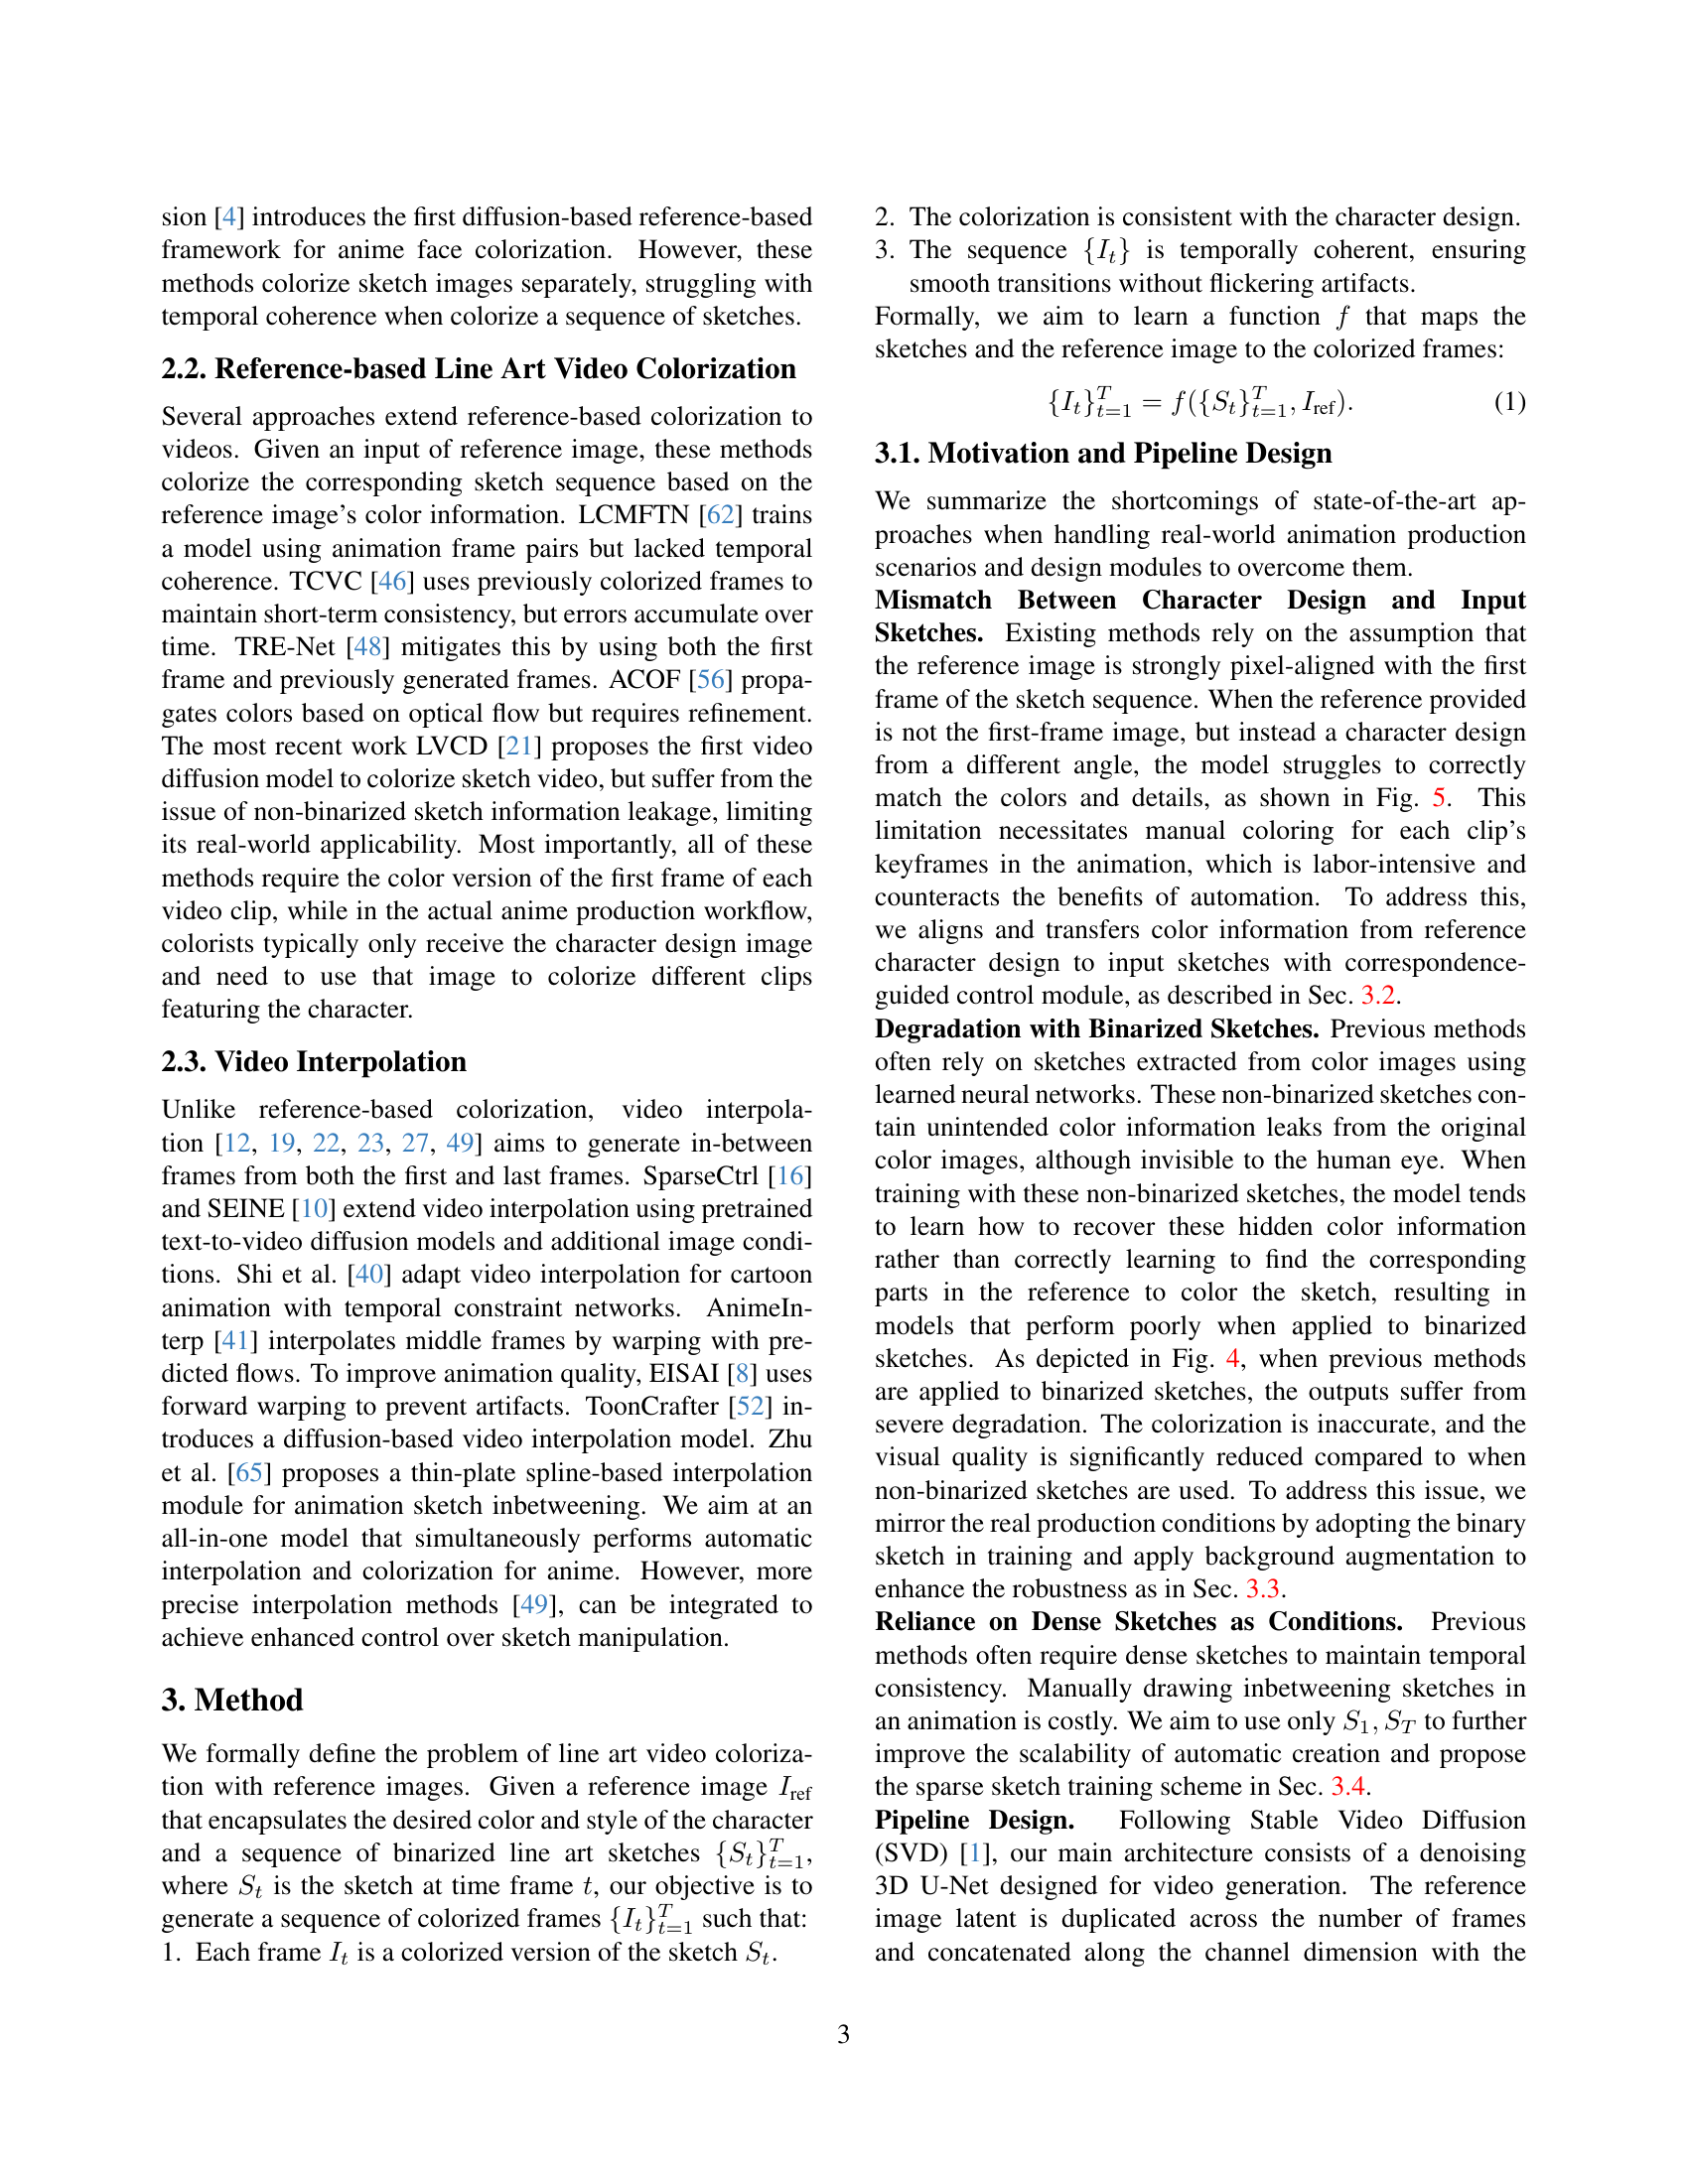 sion [4] introduces the first diffusion-based reference-based
framework for anime face colorization. However, these
methods colorize sketch images separately, struggling with
temporal coherence when colorize a sequence of sketches.
2.2. Reference-based Line Art Video Colorization
Several approaches extend reference-based colorization to
videos. Given an input of reference image, these methods
colorize the corresponding sketch sequence based on the
reference image's color information. LCMFTN [62] trains
a model using animation frame pairs but lacked temporal
coherence. TCVC [46] uses previously colorized frames to
maintain short-term consistency, but errors accumulate over
time. TRE-Net [48] mitigates this by using both the first
frame and previously generated frames. ACOF [56] propa-
gates colors based on optical flow but requires refinement.
The most recent work LVCD [21] proposes the first video
diffusion model to colorize sketch video, but suffer from the
issue of non-binarized sketch information leakage, limiting
its real-world applicability. Most importantly, all of these
methods require the color version of the first frame of each
video clip, while in the actual anime production workflow,
colorists typically only receive the character design image
and need to use that image to colorize different clips
featuring the character.
2.3. Video Interpolation
Unlike reference-based colorization, video interpola-
tion [12, 19, 22, 23, 27, 49] aims to generate in-between
frames from both the first and last frames. SparseCtrl [16]
and SEINE [10] extend video interpolation using pretrained
text-to-video diffusion models and additional image condi-
tions. Shi et al. [40] adapt video interpolation for cartoon
animation with temporal constraint networks. AnimeIn-
terp [41] interpolates middle frames by warping with pre-
dicted flows. To improve animation quality, EISAI [8] uses
forward warping to prevent artifacts. ToonCrafter [52] in-
troduces a diffusion-based video interpolation model. Zhu
et al. [65] proposes a thin-plate spline-based interpolation
module for animation sketch inbetweening. We aim at an
all-in-one model that simultaneously performs automatic
interpolation and colorization for anime. However, more
precise interpolation methods [49], can be integrated to
achieve enhanced control over sketch manipulation.
3. Method
We formally define the problem of line art video coloriza-
tion with reference images. Given a reference image $I_{\text{ref}}$
that encapsulates the desired color and style of the character
and a sequence of binarized line art sketches $\{S_t\}_{t=1}^T$,
where $S_t$ is the sketch at time frame $t$, our objective is to
generate a sequence of colorized frames $\{I_t\}_{t=1}^T$ such that:
1. Each frame $I_t$ is a colorized version of the sketch $S_t$.
2. The colorization is consistent with the character design.
3. The sequence $\{I_t\}$ is temporally coherent, ensuring
smooth transitions without flickering artifacts.
Formally, we aim to learn a function $f$ that maps the
sketches and the reference image to the colorized frames:
$\{I_t\}_{t=1}^T = f(\{S_t\}_{t=1}^T, I_{\text{ref}}).$ (1)
3.1. Motivation and Pipeline Design
We summarize the shortcomings of state-of-the-art ap-
proaches when handling real-world animation production
scenarios and design modules to overcome them.
Mismatch Between Character Design and Input
Sketches. Existing methods rely on the assumption that
the reference image is strongly pixel-aligned with the first
frame of the sketch sequence. When the reference provided
is not the first-frame image, but instead a character design
from a different angle, the model struggles to correctly
match the colors and details, as shown in Fig. 5. This
limitation necessitates manual coloring for each clip's
keyframes in the animation, which is labor-intensive and
counteracts the benefits of automation. To address this,
we aligns and transfers color information from reference
character design to input sketches with correspondence-
guided control module, as described in Sec. 3.2.
Degradation with Binarized Sketches. Previous methods
often rely on sketches extracted from color images using
learned neural networks. These non-binarized sketches con-
tain unintended color information leaks from the original
color images, although invisible to the human eye. When
training with these non-binarized sketches, the model tends
to learn how to recover these hidden color information
rather than correctly learning to find the corresponding
parts in the reference to color the sketch, resulting in
models that perform poorly when applied to binarized
sketches. As depicted in Fig. 4, when previous methods
are applied to binarized sketches, the outputs suffer from
severe degradation. The colorization is inaccurate, and the
visual quality is significantly reduced compared to when
non-binarized sketches are used. To address this issue, we
mirror the real production conditions by adopting the binary
sketch in training and apply background augmentation to
enhance the robustness as in Sec. 3.3.
Reliance on Dense Sketches as Conditions. Previous
methods often require dense sketches to maintain temporal
consistency. Manually drawing inbetweening sketches in
an animation is costly. We aim to use only $S_1, S_T$ to further
improve the scalability of automatic creation and propose
the sparse sketch training scheme in Sec. 3.4.
Pipeline Design. Following Stable Video Diffusion
(SVD) [1], our main architecture consists of a denoising
3D U-Net designed for video generation. The reference
image latent is duplicated across the number of frames
and concatenated along the channel dimension with the
3